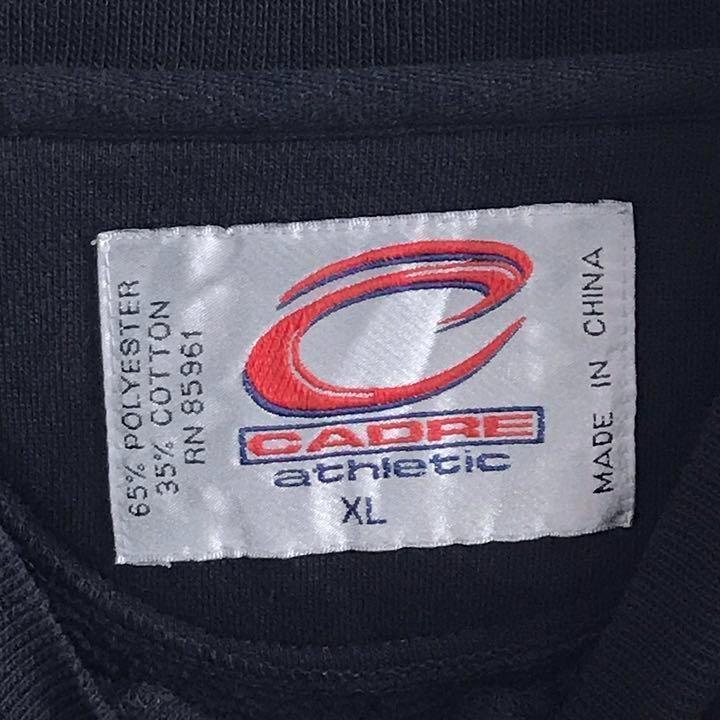 65% POLYESTER
35% COTTON
RN 85961
CADRE
athletic
XL
MADE IN CHINA